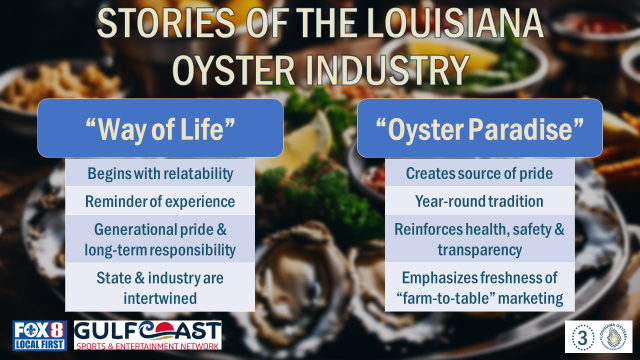 STORIES OF THE LOUISIANA
OYSTER INDUSTRY
“Way of Life”
Begins with relatability
Reminder of experience
Generational pride &
long-term responsibility
State & industry are
intertwined
“Oyster Paradise”
Creates source of pride
Year-round tradition
Reinforces health, safety &
transparency
Emphasizes freshness of
“farm-to-table” marketing
FOX 8
LOCAL FIRST
GULF COAST
SPORTS & ENTERTAINMENT NETWORK
3